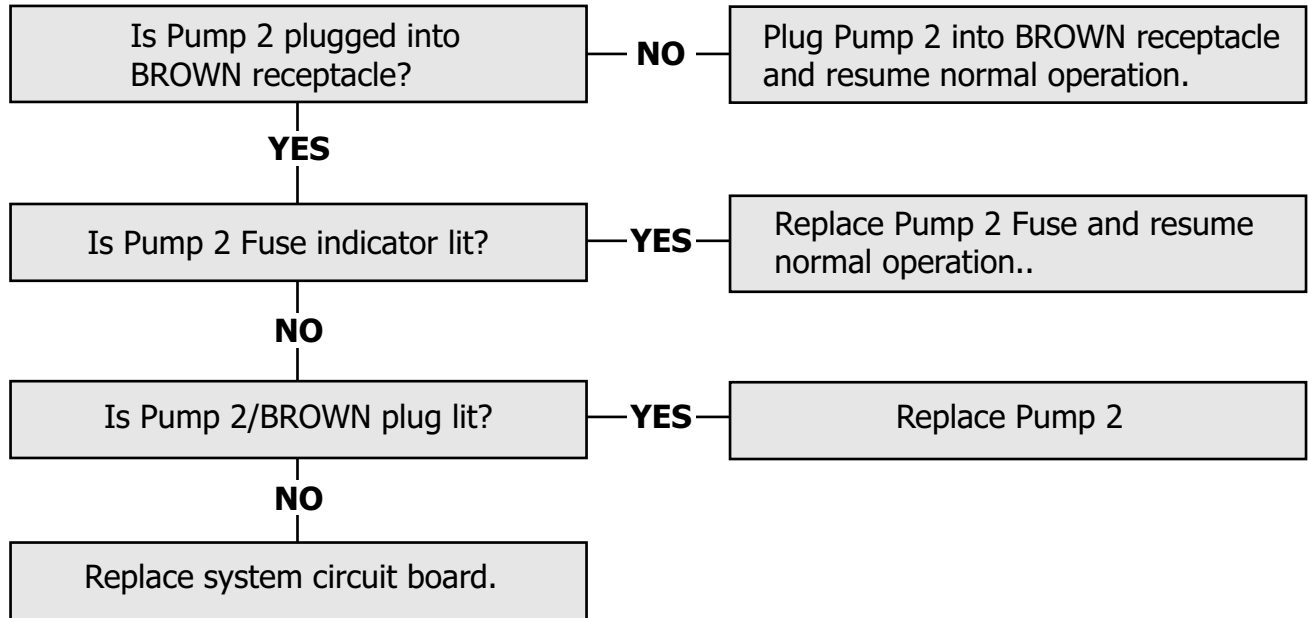 Is Pump 2 plugged into
BROWN receptacle?
NO
Plug Pump 2 into BROWN receptacle
and resume normal operation.
YES
Is Pump 2 Fuse indicator lit?
YES
Replace Pump 2 Fuse and resume
normal operation..
NO
Is Pump 2/BROWN plug lit?
YES
Replace Pump 2
NO
Replace system circuit board.